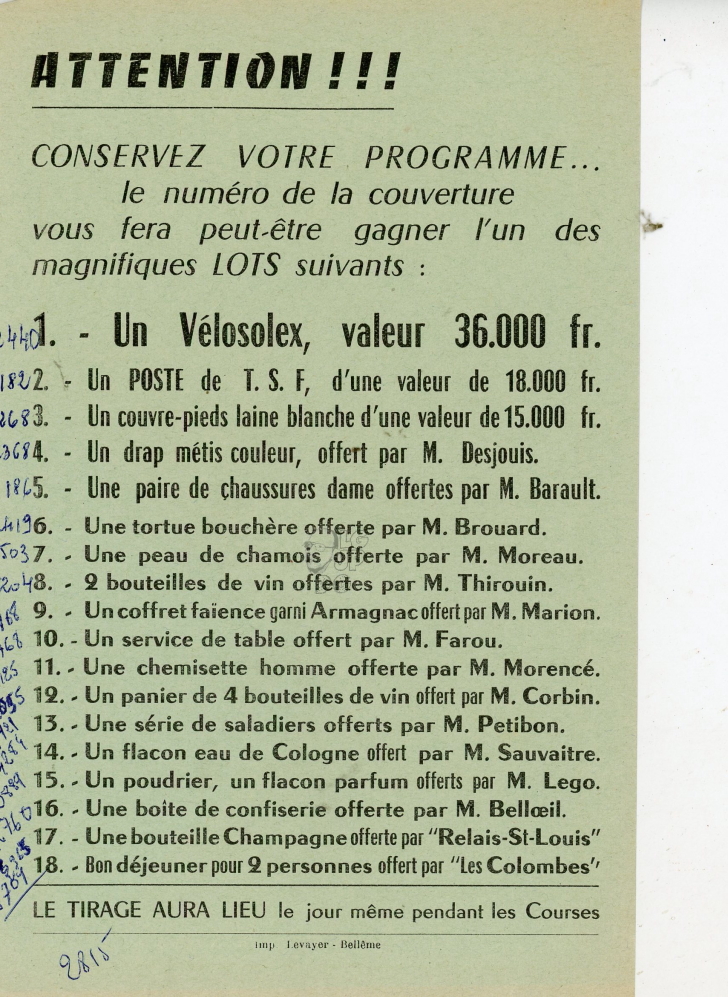 ATTENTION !!!
CONSERVEZ VOTRE PROGRAMME...
le numéro de la couverture
vous fera peut-être gagner l'un des
magnifiques LOTS suivants :
1. - Un Vélosolex, valeur 36.000 fr.
1822. - Un POSTE de T. S. F, d'une valeur de 18.000 fr.
3. - Un couvre-pieds laine blanche d'une valeur de 15.000 fr.
4. - Un drap métis couleur, offert par M. Desjouis.
5. - Une paire de chaussures dame offertes par M. Barault.
6. - Une tortue bouchère offerte par M. Brouard.
7. - Une peau de chamois offerte par M. Moreau.
8. - 2 bouteilles de vin offertes par M. Thirouin.
9. - Un coffret faïence garni Armagnac offert par M. Marion.
10. - Un service de table offert par M. Farou.
11. - Une chemisette homme offerte par M. Morencé.
12. - Un panier de 4 bouteilles de vin offert par M. Corbin.
13. - Une série de saladiers offerts par M. Petibon.
14. - Un flacon eau de Cologne offert par M. Sauvaitre.
15. - Un poudrier, un flacon parfum offerts par M. Lego.
16. - Une boîte de confiserie offerte par M. Bellœil.
17. - Une bouteille Champagne offerte par "Relais-St-Louis"
18. - Bon déjeuner pour 2 personnes offert par "Les Colombes"
LE TIRAGE AURA LIEU le jour même pendant les Courses
Imp. Levayer - Bellême
2815